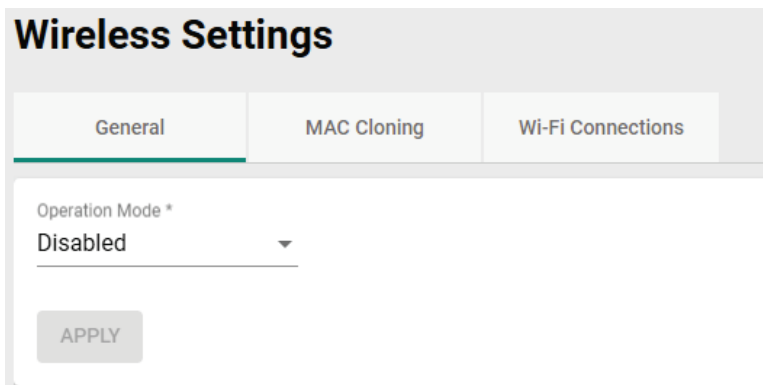 Wireless Settings
General MAC Cloning Wi-Fi Connections
Operation Mode *
Disabled
APPLY